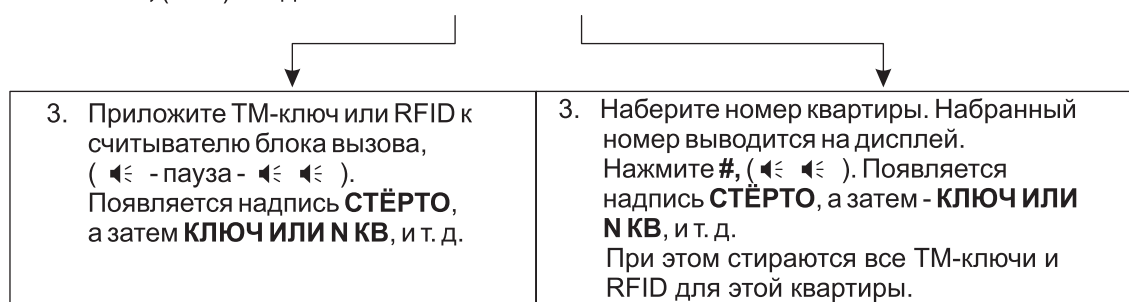 3. Приложите ТМ-ключ или RFID к
считывателю блока вызова,
( - пауза - ).
Появляется надпись СТЁРТО,
а затем КЛЮЧ ИЛИ N КВ, и т. д.
3. Наберите номер квартиры. Набранный
номер выводится на дисплей.
Нажмите #, ( ). Появляется
надпись СТЁРТО, а затем - КЛЮЧ ИЛИ
N КВ, и т. д.
При этом стираются все ТМ-ключи и
RFID для этой квартиры.